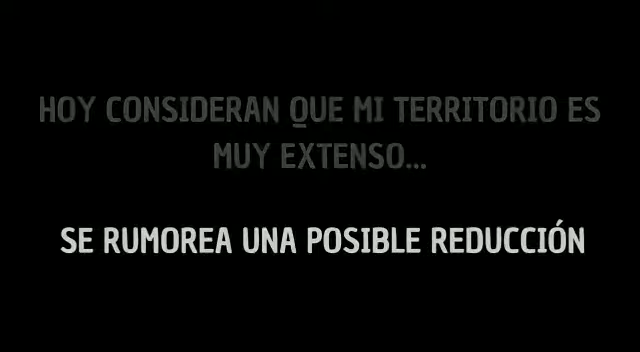 HOY CONSIDERAN QUE MI TERRITORIO ES
MUY EXTENSO...
SE RUMOREA UNA POSIBLE REDUCCIÓN